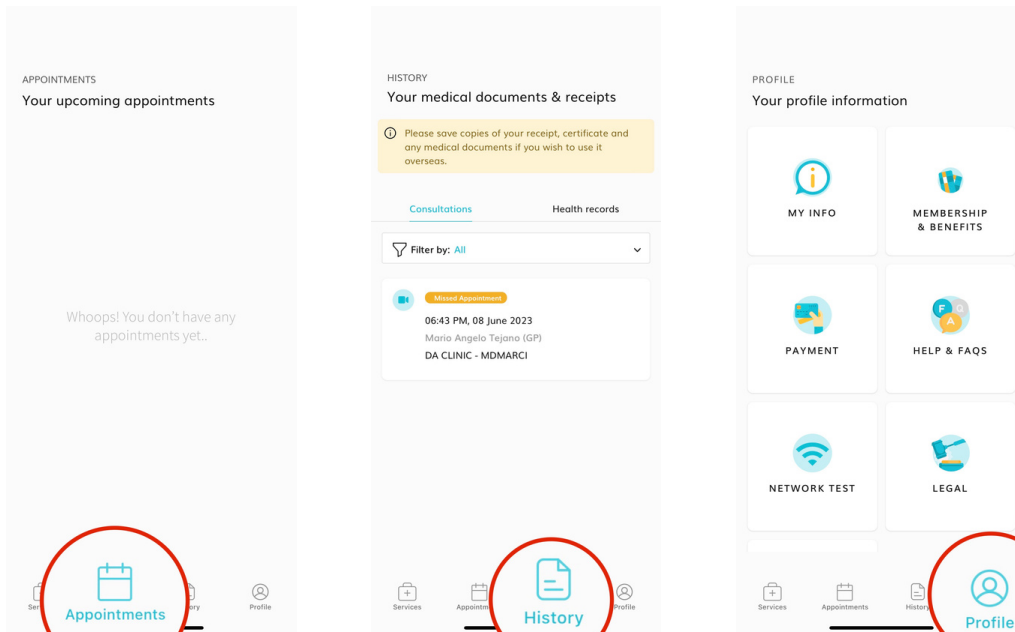 APPOINTMENTS
Your upcoming appointments
Whoops! You don't have any
appointments yet..
Appointments
Profile
HISTORY
Your medical documents & receipts
Please save copies of your receipt, certificate and
any medical documents if you wish to use it
overseas.
Consultations
Health records
Filter by: All
Missed Appointment
06:43 PM, 08 June 2023
Mario Angelo Tejano (GP)
DA CLINIC - MDMARCI
Services
History
Profile
PROFILE
Your profile information
MY INFO
MEMBERSHIP
& BENEFITS
PAYMENT
F
Q
A
HELP & FAQS
NETWORK TEST
LEGAL
Services
Appointments
History
Profile